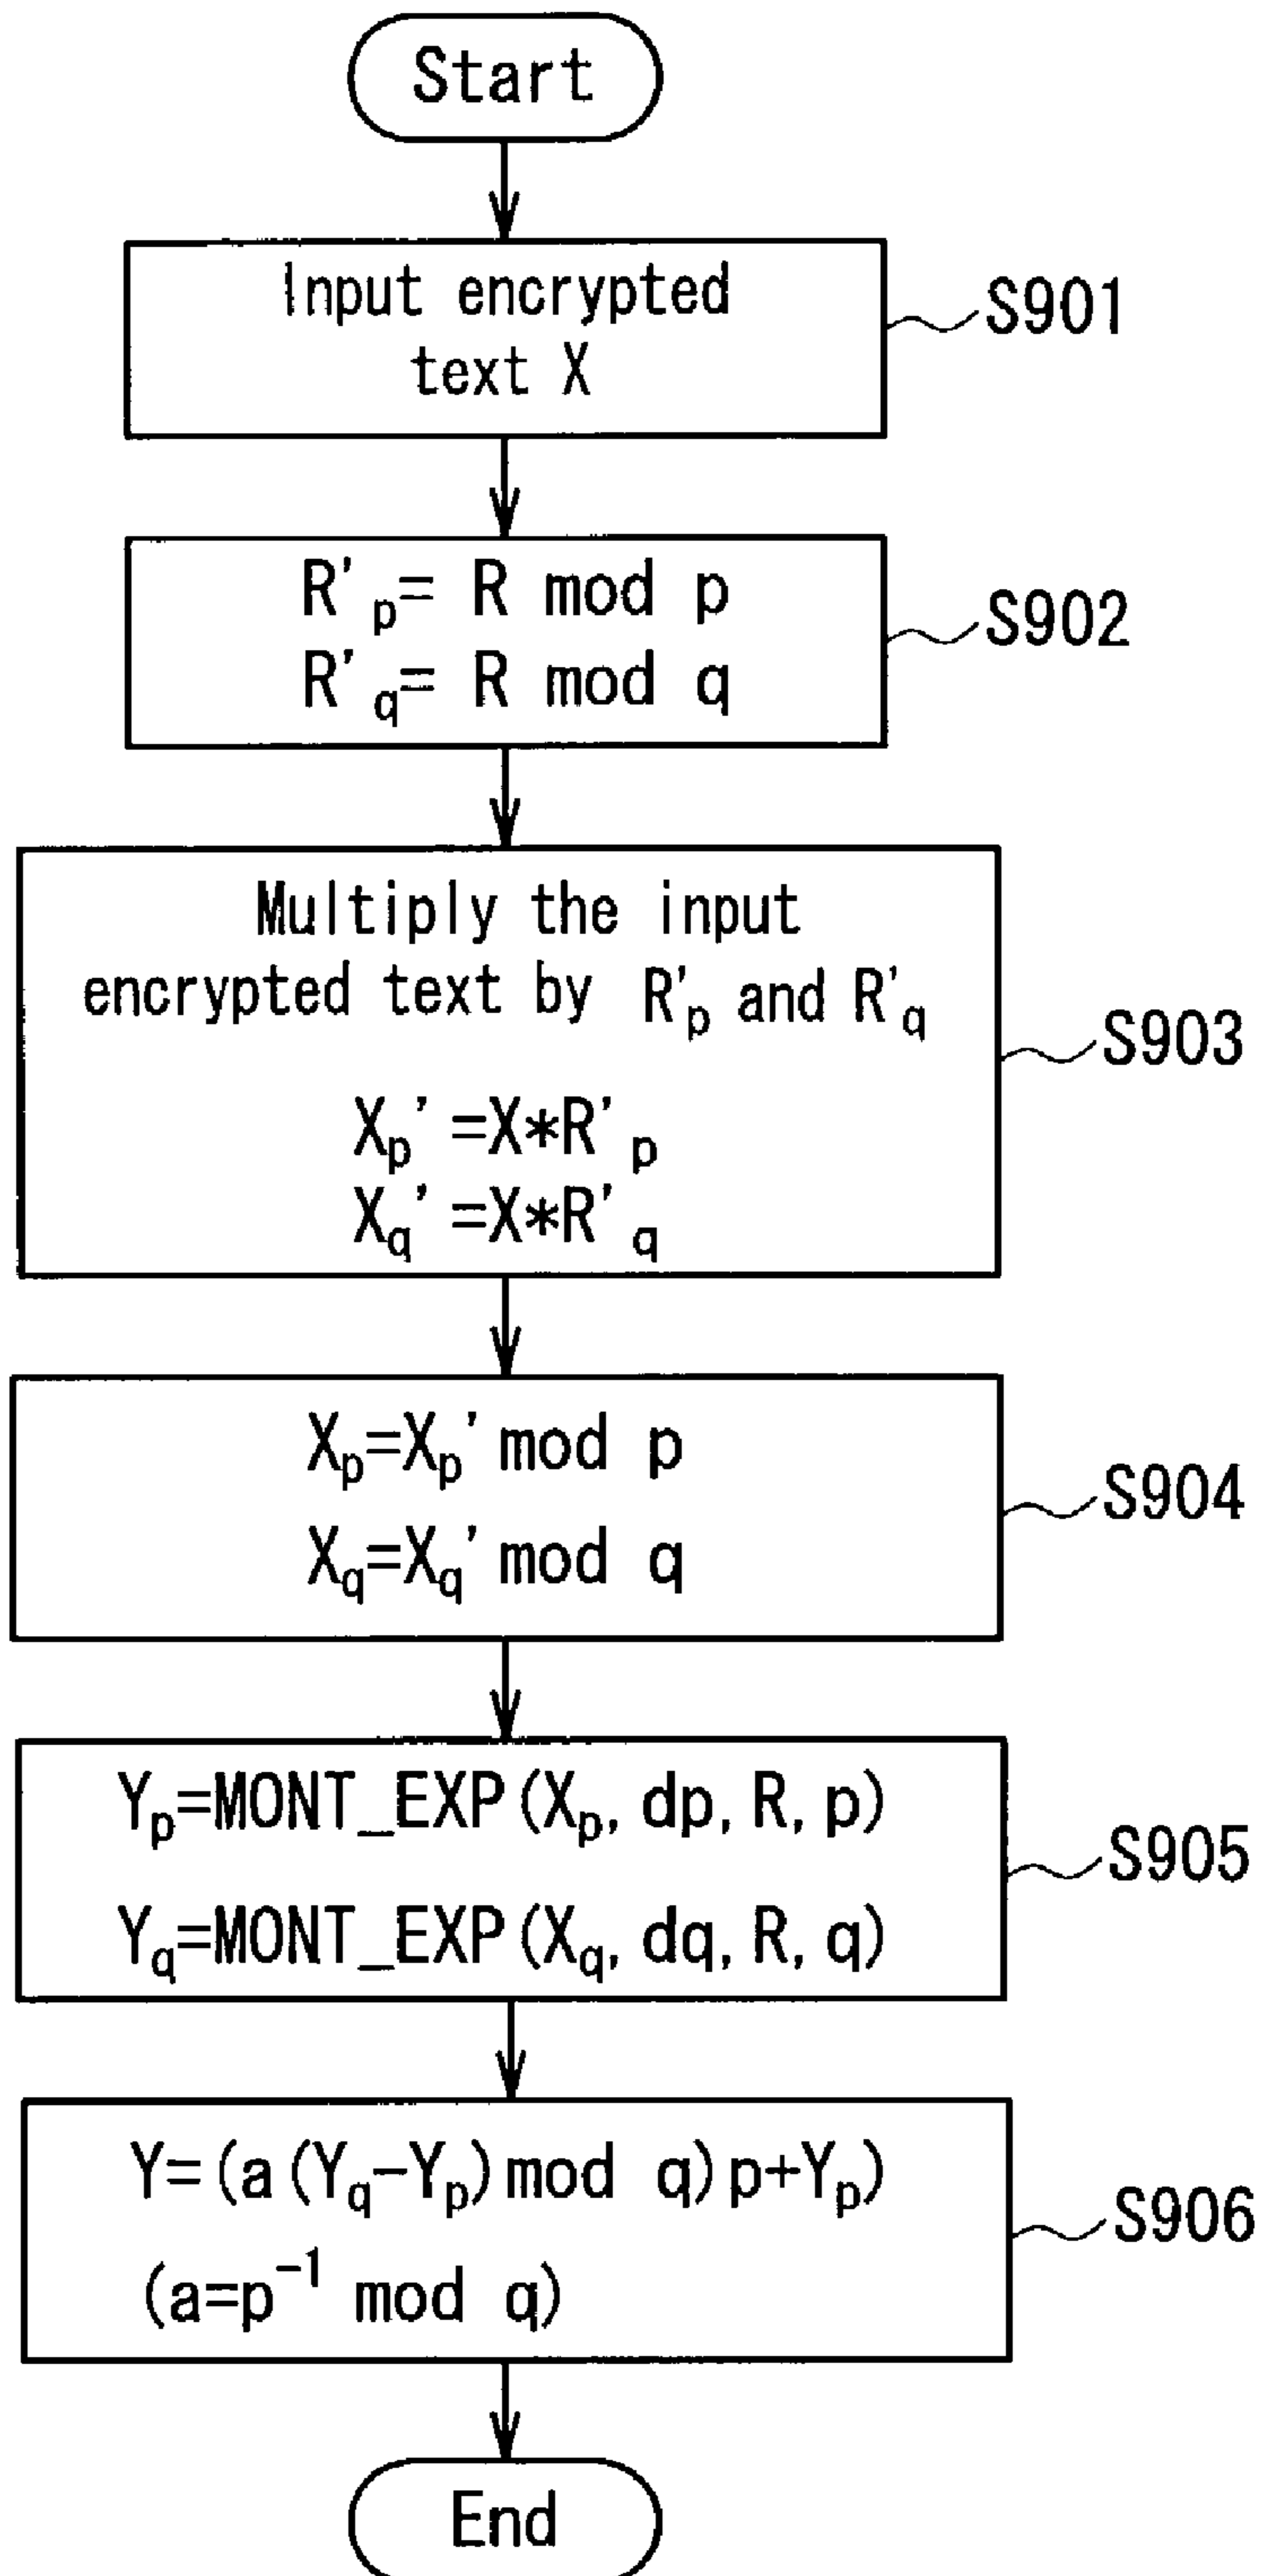 Start
Input encrypted
text X
S901
R'p= R mod p
R'q= R mod q
S902
Multiply the input
encrypted text by R'p and R'q
Xp'=X*R'p
Xq'=X*R'q
S903
Xp=Xp' mod p
Xq=Xq' mod q
S904
Yp=MONT_EXP(Xp, dp, R, p)
Yq=MONT_EXP(Xq, dq, R, q)
S905
Y=(a(Yq-Yp)mod q)p+Yp)
(a=p⁻¹ mod q)
S906
End